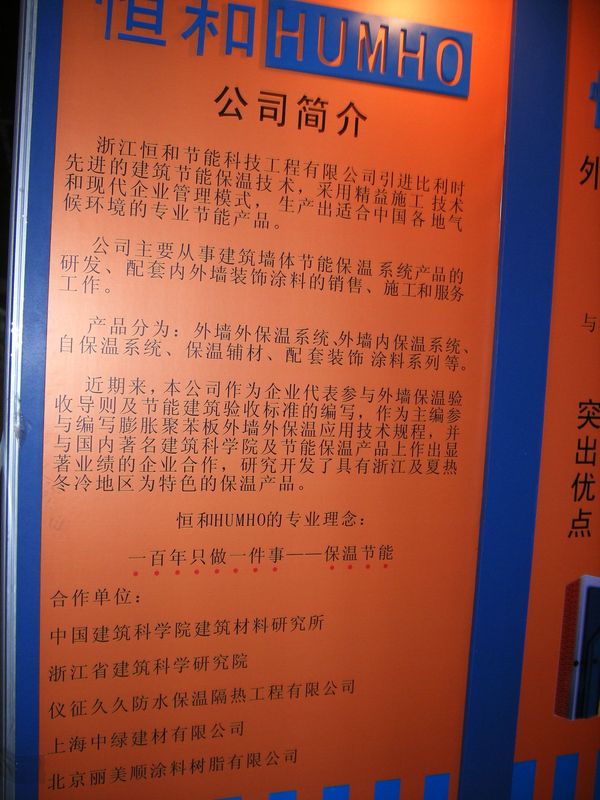 恒和HUMHO
公司简介
浙江恒和节能科技工程有限公司引进比利时
先进的建筑节能保温技术，采用精益施工技术
和现代企业管理模式，生产出适合中国各地气
候环境的专业节能产品。
公司主要从事建筑墙体节能保温系统产品的
研发、配套内外墙装饰涂料的销售、施工和服务
工作。
产品分为：外墙外保温系统、外墙内保温系统、
自保温系统、保温辅材、配套装饰涂料系列等。
近期来，本公司作为企业代表参与外墙保温验
收导则及节能建筑验收标准的编写，作为主编参
与编写膨胀聚苯板外墙外保温应用技术规程，并
与国内著名建筑科学院及节能保温产品上作出显
著业绩的企业合作，研究开发了具有浙江及夏热
冬冷地区为特色的保温产品。
恒和HUMHO的专业理念：
一百年只做一件事——保温节能
合作单位：
中国建筑科学院建筑材料研究所
浙江省建筑科学研究院
仪征久久防水保温隔热工程有限公司
上海中绿建材有限公司
北京丽美顺涂料树脂有限公司
外
与
突出优点